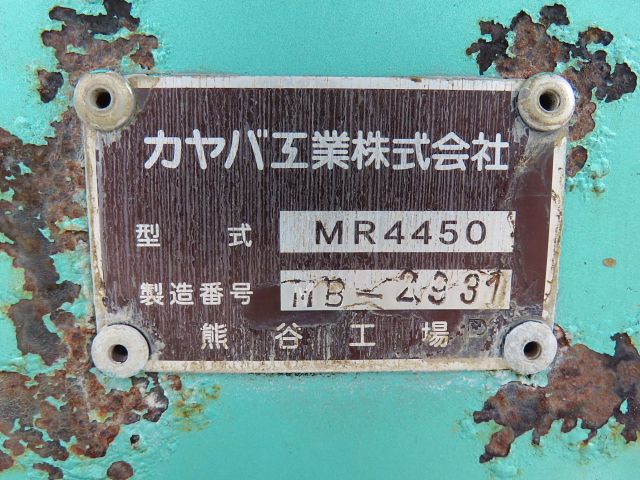 カヤバ工業株式会社
型式 MR4450
製造番号 MB-2931
熊谷工場